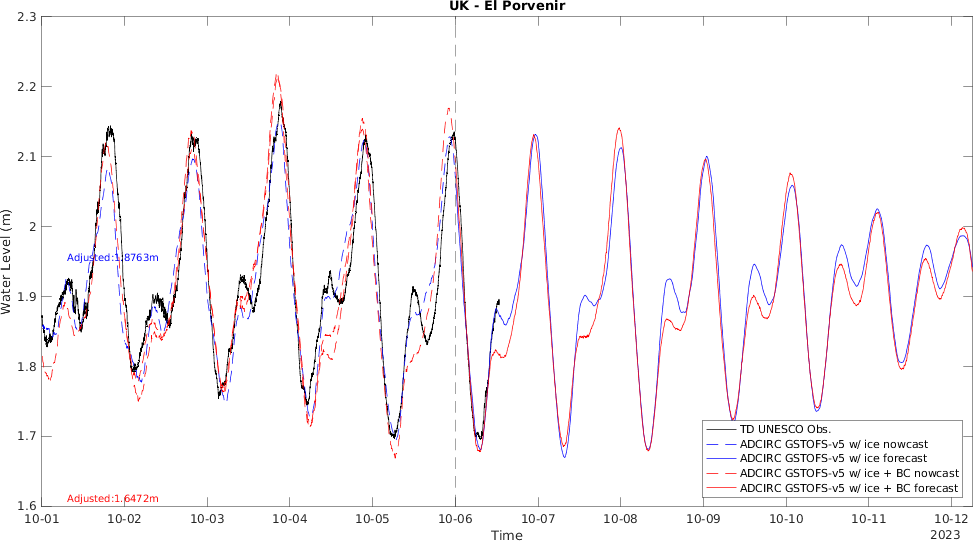 UK - El Porvenir
2.3
2.2
2.1
2
1.9
1.8
1.7
1.6
Water Level (m)
Adjusted:1.8763m
Adjusted:1.6472m
TD UNESCO Obs.
ADCIRC GSTOFS-v5 w/ ice nowcast
ADCIRC GSTOFS-v5 w/ ice forecast
ADCIRC GSTOFS-v5 w/ ice + BC nowcast
ADCIRC GSTOFS-v5 w/ ice + BC forecast
10-01 10-02 10-03 10-04 10-05 10-06 10-07 10-08 10-09 10-10 10-11 10-12
Time
2023